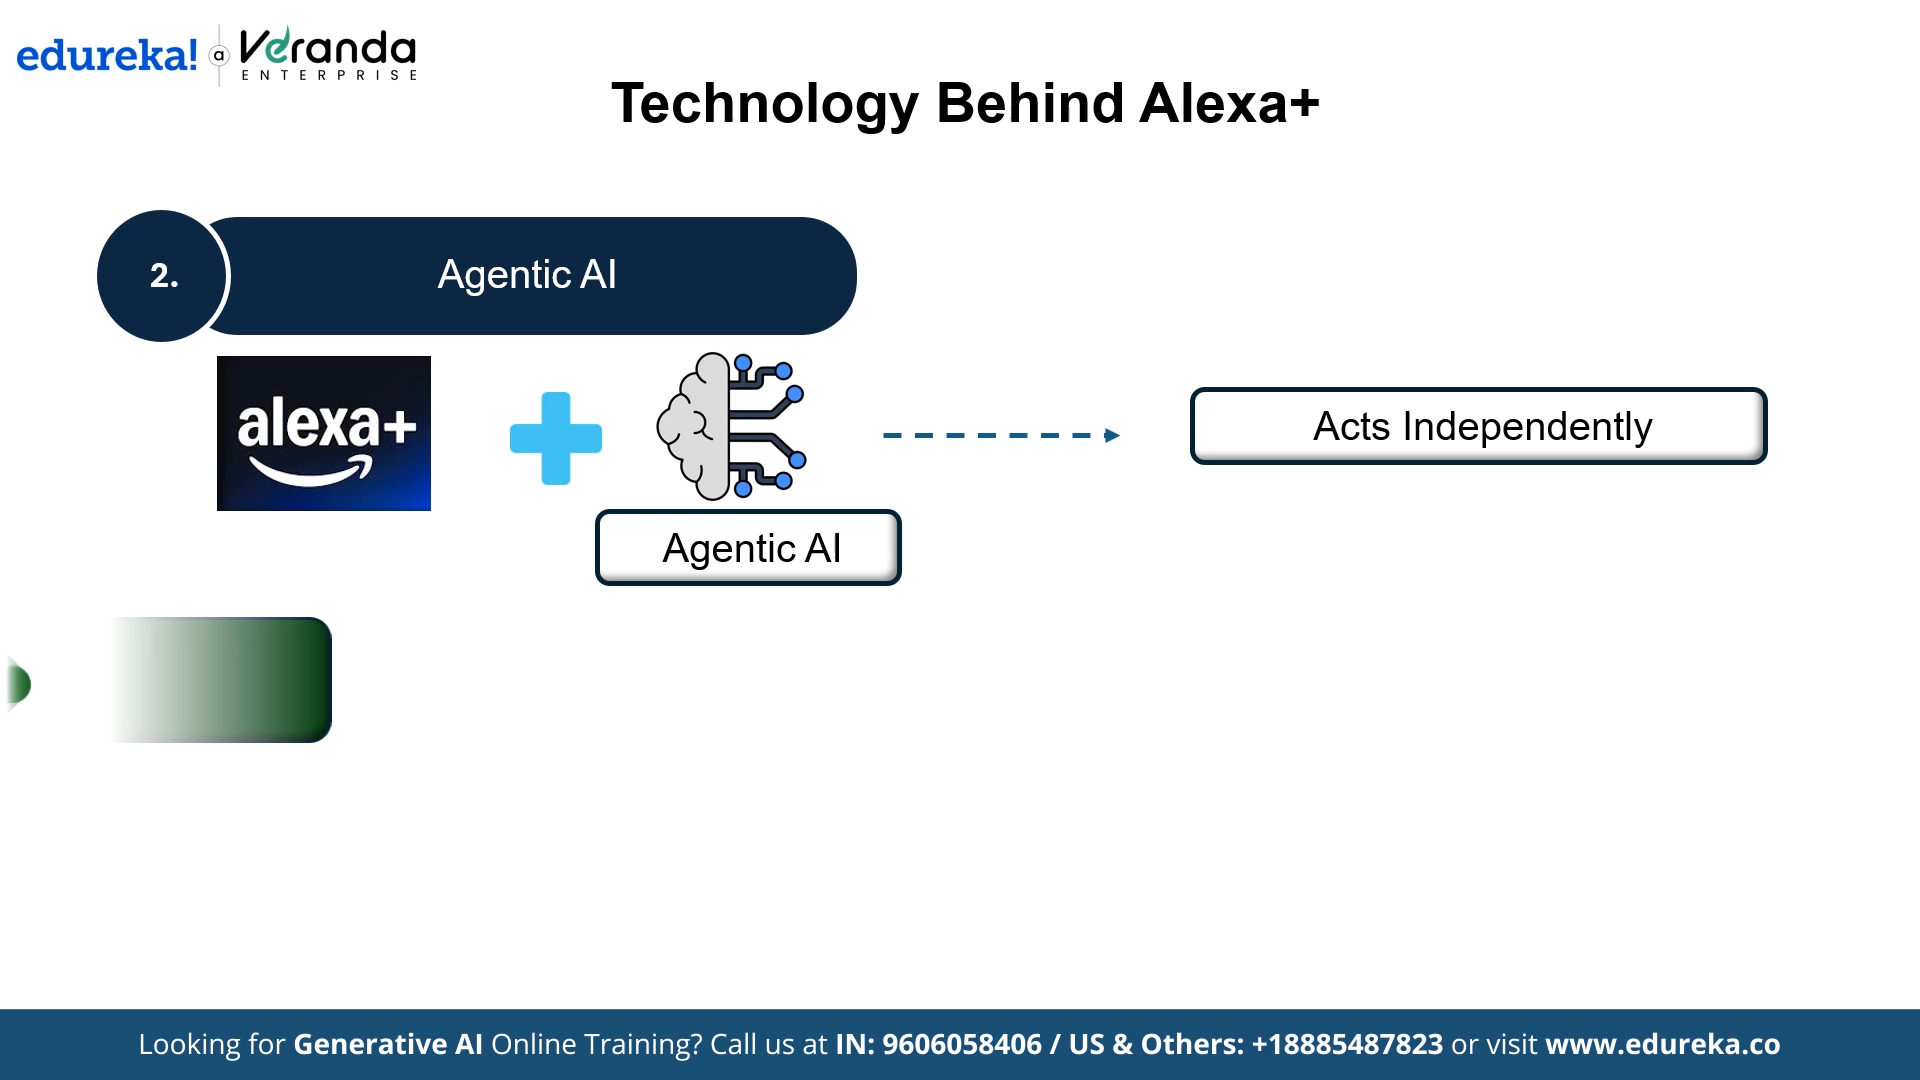 edureka! a Veranda
ENTERPRISE
Technology Behind Alexa+
2. Agentic AI
alexa+
Acts Independently
Agentic AI
Looking for Generative AI Online Training? Call us at IN: 9606058406 / US & Others: +18885487823 or visit www.edureka.co